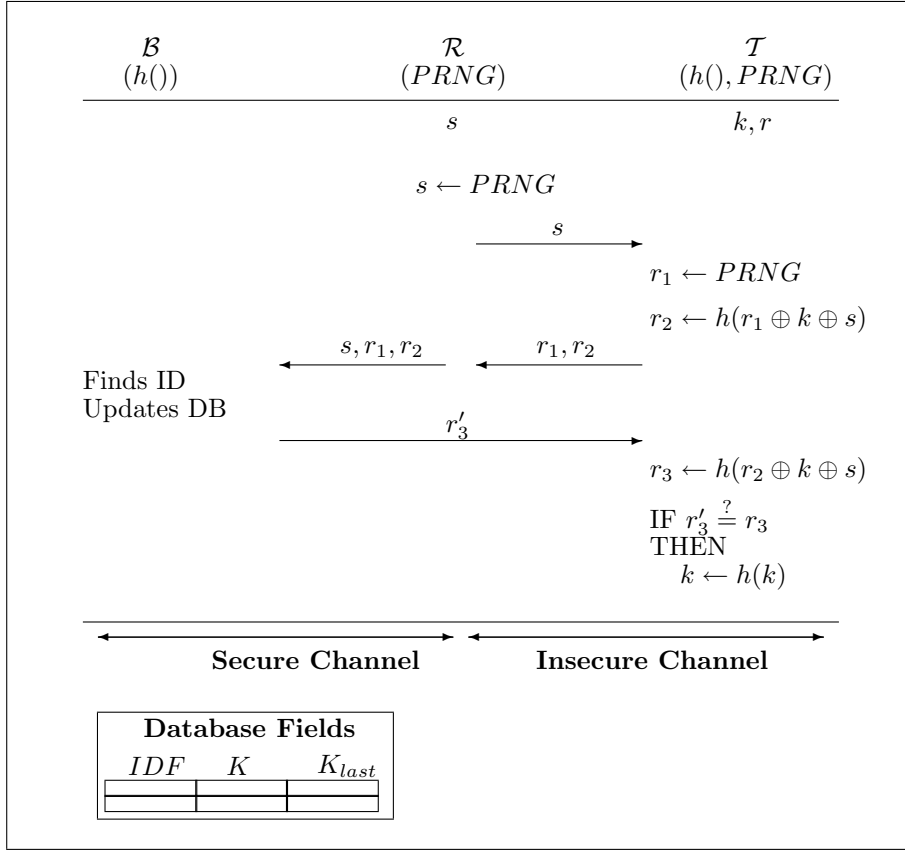 ℬ ℛ 𝒯
(h()) (PRNG) (h(), PRNG)
s k, r
s ← PRNG
s
r₁ ← PRNG
r₂ ← h(r₁ ⊕ k ⊕ s)
s, r₁, r₂ r₁, r₂
Finds ID
Updates DB
r′₃
r₃ ← h(r₂ ⊕ k ⊕ s)
IF r′₃ ≟ r₃
THEN
k ← h(k)
Secure Channel Insecure Channel
Database Fields
IDF K K_last